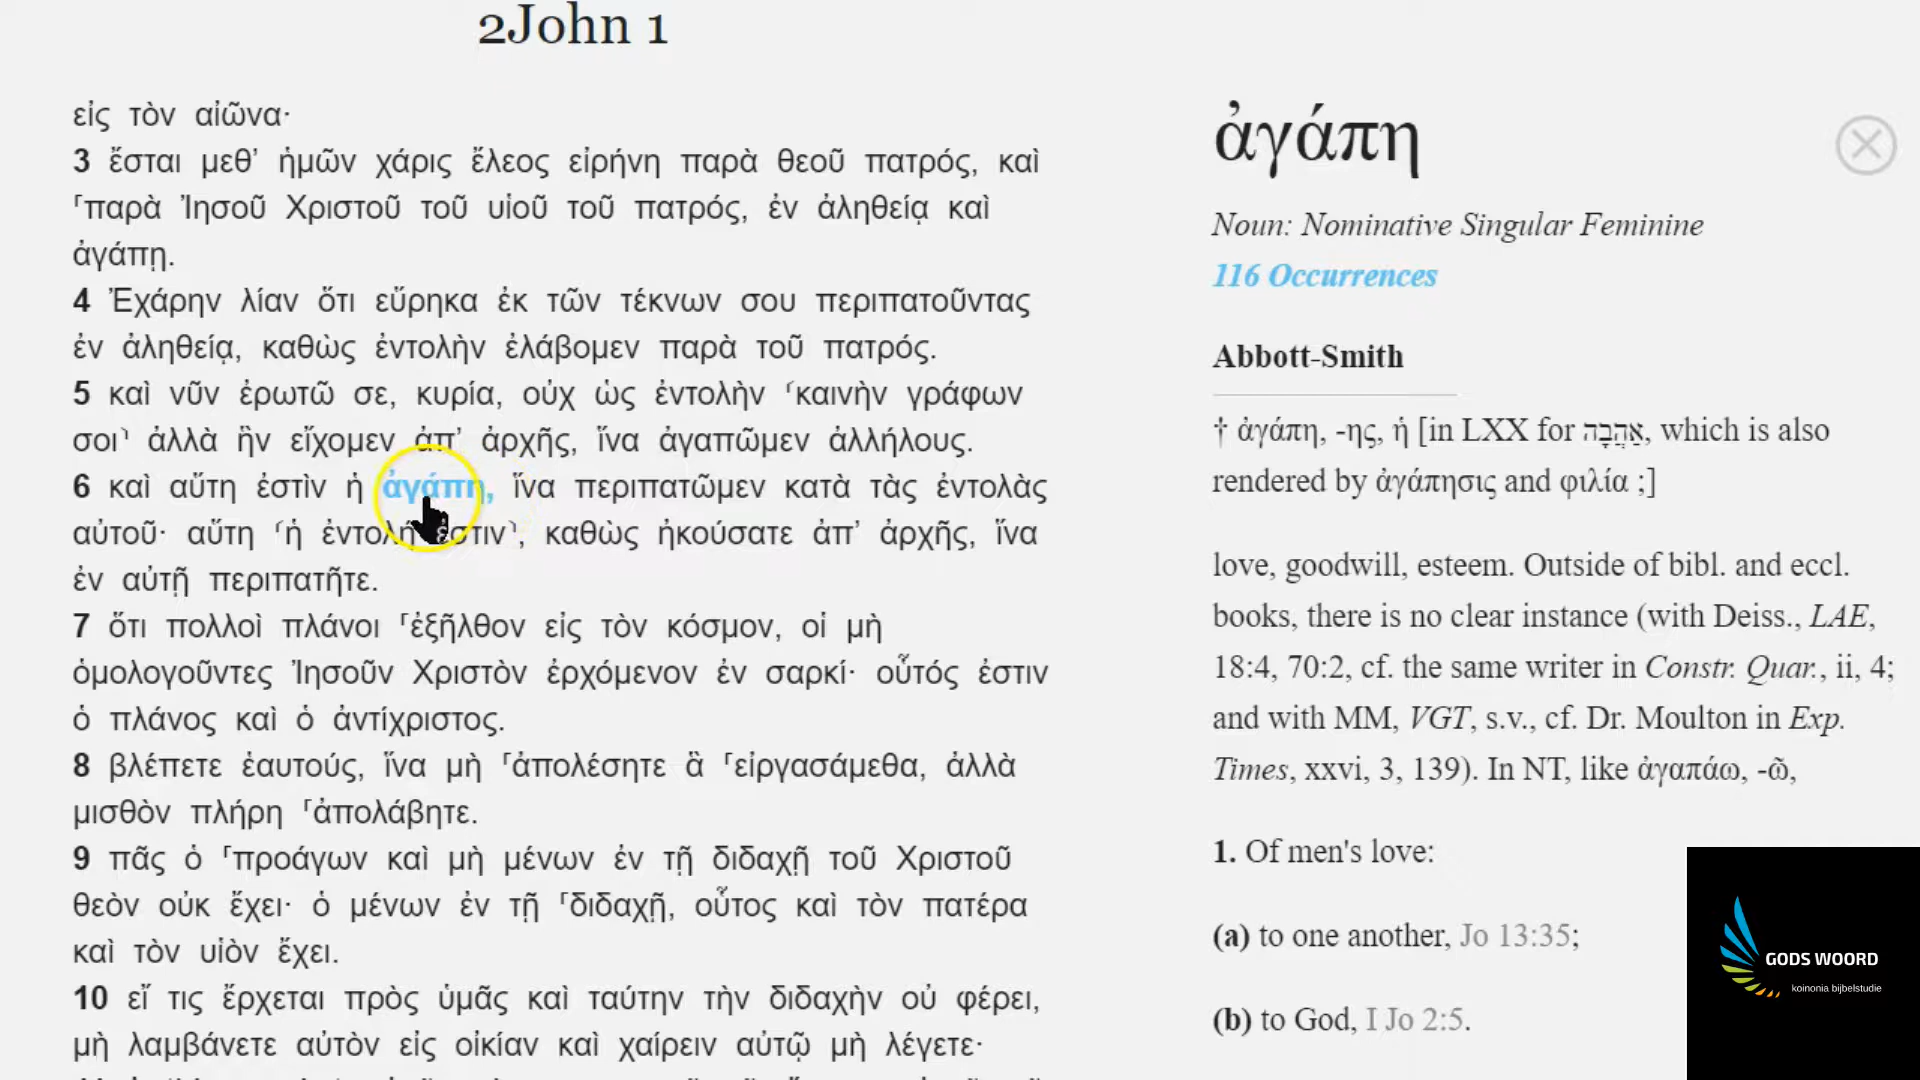 2John 1
εἰς τὸν αἰῶνα·
3 ἔσται μεθ’ ἡμῶν χάρις ἔλεος εἰρήνη παρὰ θεοῦ πατρός, καὶ
⸀παρὰ Ἰησοῦ Χριστοῦ τοῦ υἱοῦ τοῦ πατρός, ἐν ἀληθείᾳ καὶ
ἀγάπῃ.
4 Ἐχάρην λίαν ὅτι εὕρηκα ἐκ τῶν τέκνων σου περιπατοῦντας
ἐν ἀληθείᾳ, καθὼς ἐντολὴν ἐλάβομεν παρὰ τοῦ πατρός.
5 καὶ νῦν ἐρωτῶ σε, κυρία, οὐχ ὡς ἐντολὴν ⸂καινὴν γράφων
σοι⸃ ἀλλὰ ἣν εἴχομεν ἀπ’ ἀρχῆς, ἵνα ἀγαπῶμεν ἀλλήλους.
6 καὶ αὕτη ἐστὶν ἡ ἀγάπη, ἵνα περιπατῶμεν κατὰ τὰς ἐντολὰς
αὐτοῦ· αὕτη ⸂ἡ ἐντολή ἐστιν⸃, καθὼς ἠκούσατε ἀπ’ ἀρχῆς, ἵνα
ἐν αὐτῇ περιπατῆτε.
7 ὅτι πολλοὶ πλάνοι ⸀ἐξῆλθον εἰς τὸν κόσμον, οἱ μὴ
ὁμολογοῦντες Ἰησοῦν Χριστὸν ἐρχόμενον ἐν σαρκί· οὗτός ἐστιν
ὁ πλάνος καὶ ὁ ἀντίχριστος.
8 βλέπετε ἑαυτούς, ἵνα μὴ ⸀ἀπολέσητε ἃ ⸀εἰργασάμεθα, ἀλλὰ
μισθὸν πλήρη ⸀ἀπολάβητε.
9 πᾶς ὁ ⸀προάγων καὶ μὴ μένων ἐν τῇ διδαχῇ τοῦ Χριστοῦ
θεὸν οὐκ ἔχει· ὁ μένων ἐν τῇ ⸀διδαχῇ, οὗτος καὶ τὸν πατέρα
καὶ τὸν υἱὸν ἔχει.
10 εἴ τις ἔρχεται πρὸς ὑμᾶς καὶ ταύτην τὴν διδαχὴν οὐ φέρει,
μὴ λαμβάνετε αὐτὸν εἰς οἰκίαν καὶ χαίρειν αὐτῷ μὴ λέγετε·
ἀγάπη
Noun: Nominative Singular Feminine
116 Occurrences
Abbott-Smith
† ἀγάπη, -ης, ἡ [in LXX for אַהֲבָה, which is also
rendered by ἀγάπησις and φιλία ;]
love, goodwill, esteem. Outside of bibl. and eccl.
books, there is no clear instance (with Deiss., LAE,
18:4, 70:2, cf. the same writer in Constr. Quar., ii, 4;
and with MM, VGT, s.v., cf. Dr. Moulton in Exp.
Times, xxvi, 3, 139). In NT, like ἀγαπάω, -ῶ,
1. Of men's love:
(a) to one another, Jo 13:35;
(b) to God, I Jo 2:5.
GODS WOORD
koinonia bijbelstudie